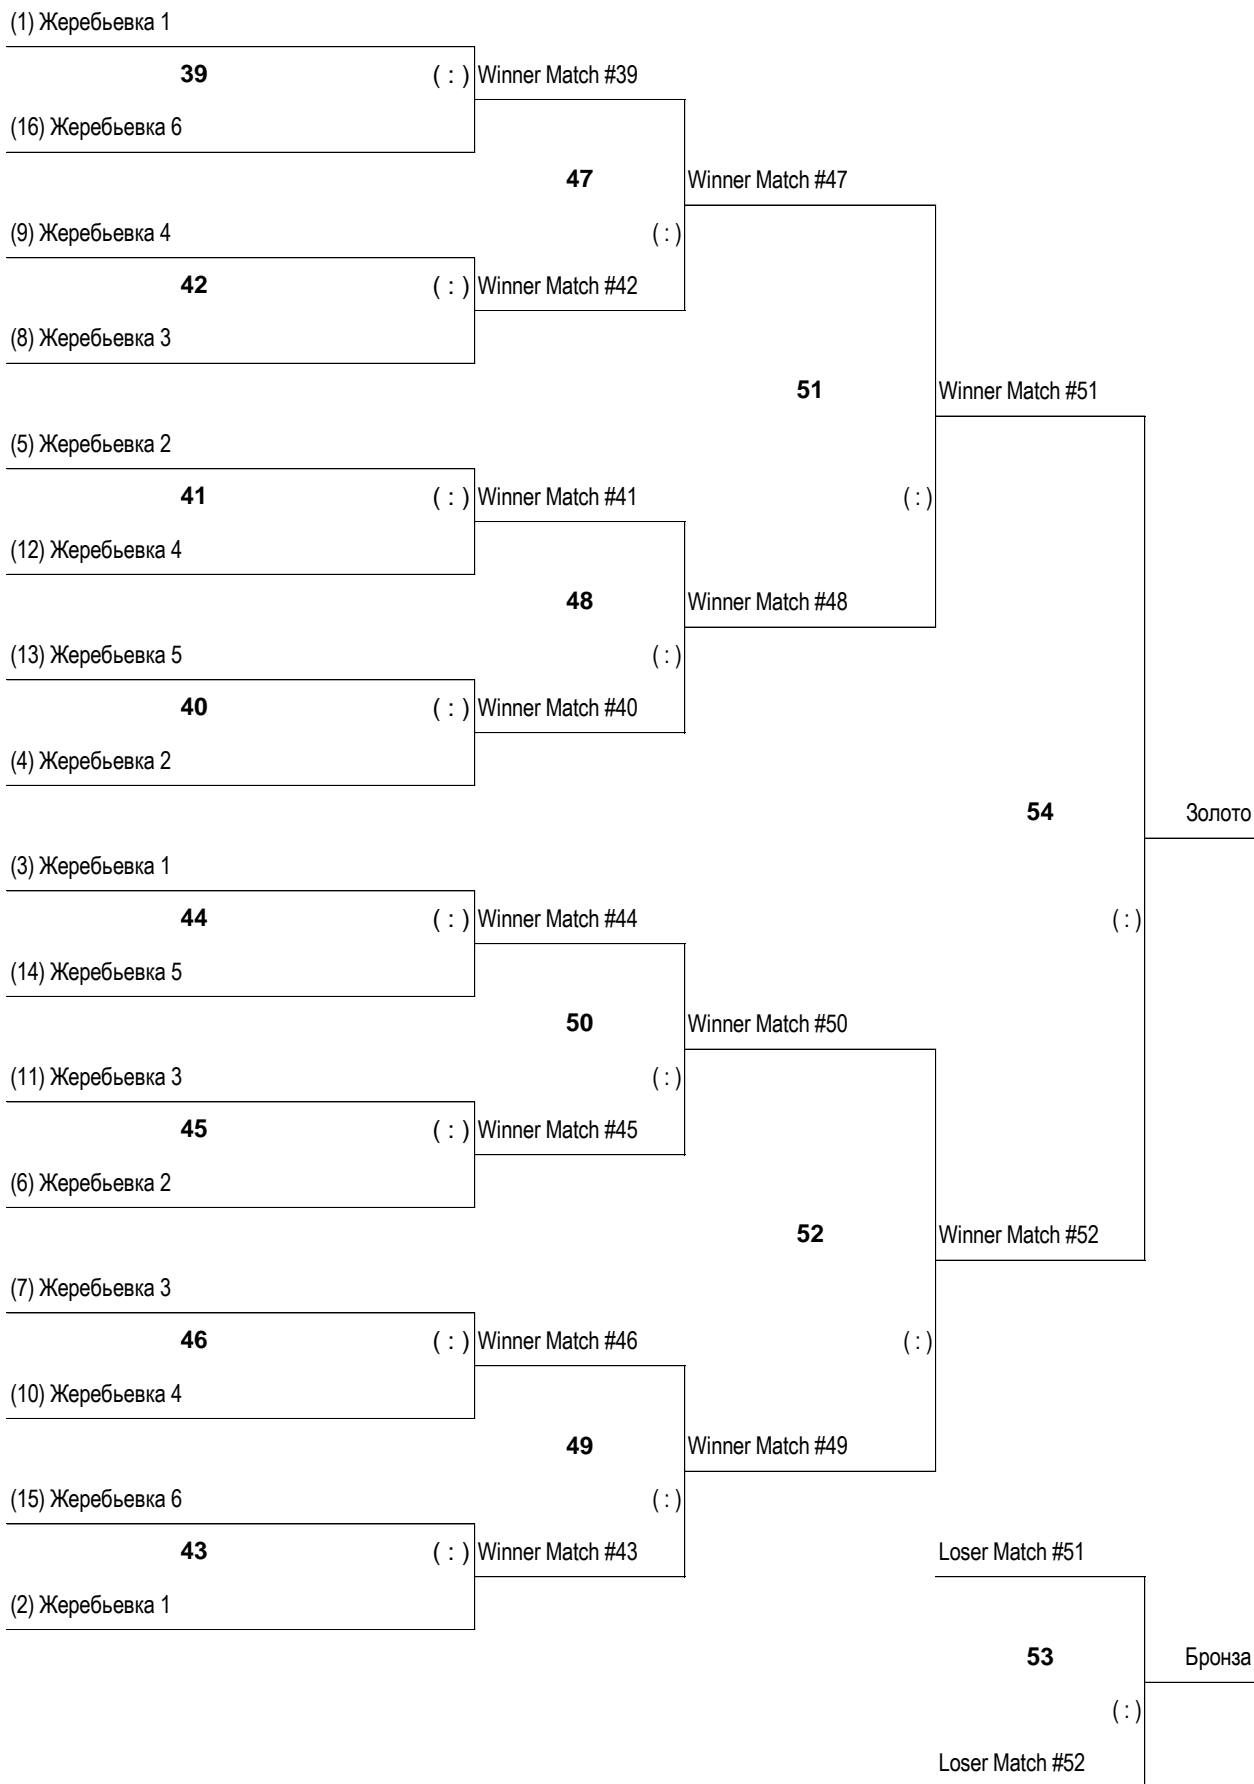 (1) Жеребьевка 1
39 ( : ) Winner Match #39
(16) Жеребьевка 6
47 Winner Match #47
(9) Жеребьевка 4 ( : )
42 ( : ) Winner Match #42
(8) Жеребьевка 3
51 Winner Match #51
(5) Жеребьевка 2
41 ( : ) Winner Match #41 ( : )
(12) Жеребьевка 4
48 Winner Match #48
(13) Жеребьевка 5 ( : )
40 ( : ) Winner Match #40
(4) Жеребьевка 2
54 Золото
(3) Жеребьевка 1
44 ( : ) Winner Match #44 ( : )
(14) Жеребьевка 5
50 Winner Match #50
(11) Жеребьевка 3 ( : )
45 ( : ) Winner Match #45
(6) Жеребьевка 2
52 Winner Match #52
(7) Жеребьевка 3
46 ( : ) Winner Match #46 ( : )
(10) Жеребьевка 4
49 Winner Match #49
(15) Жеребьевка 6 ( : )
43 ( : ) Winner Match #43 Loser Match #51
(2) Жеребьевка 1
53 Бронза
( : )
Loser Match #52